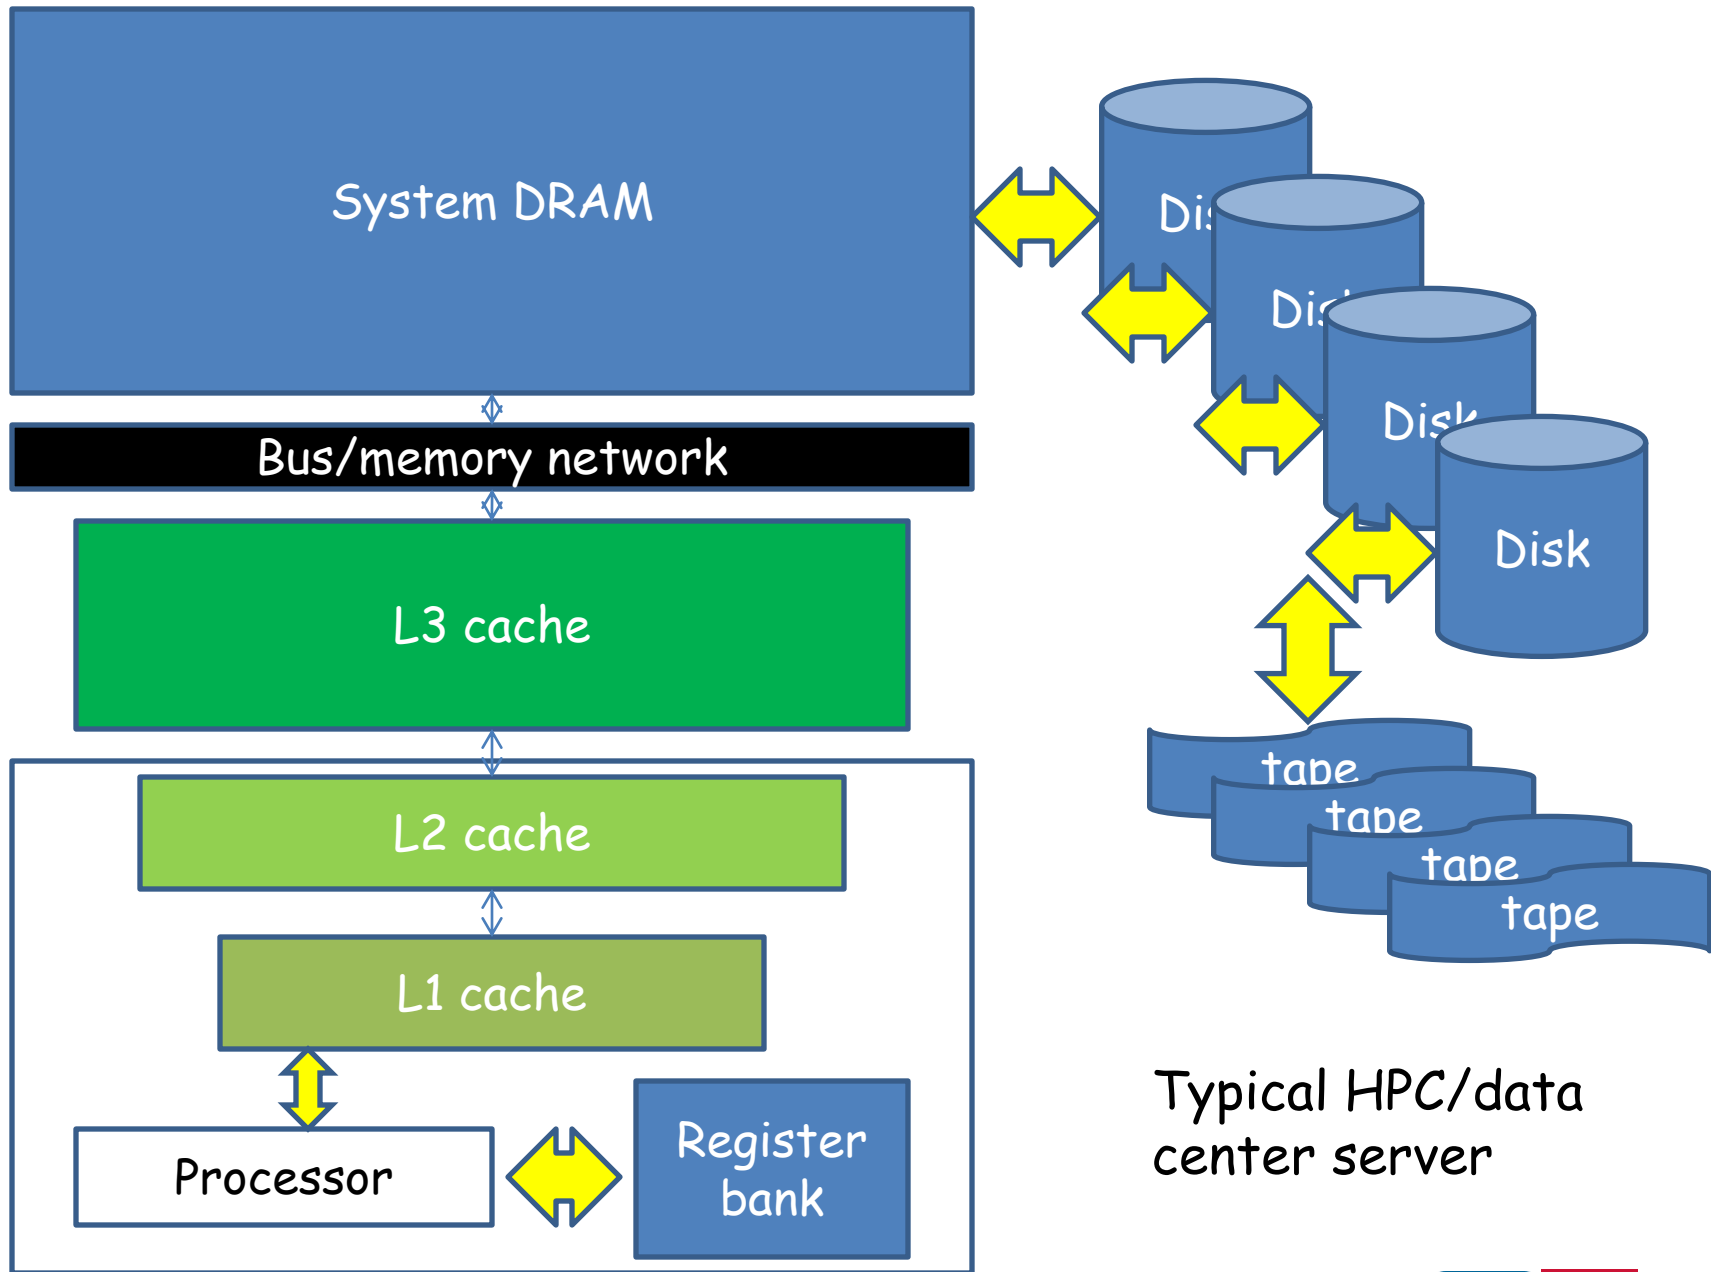 System DRAM
Bus/memory network
L3 cache
L2 cache
L1 cache
Processor
Register
bank
Disk
Disk
tape
tape
tape
tape
Typical HPC/data
center server